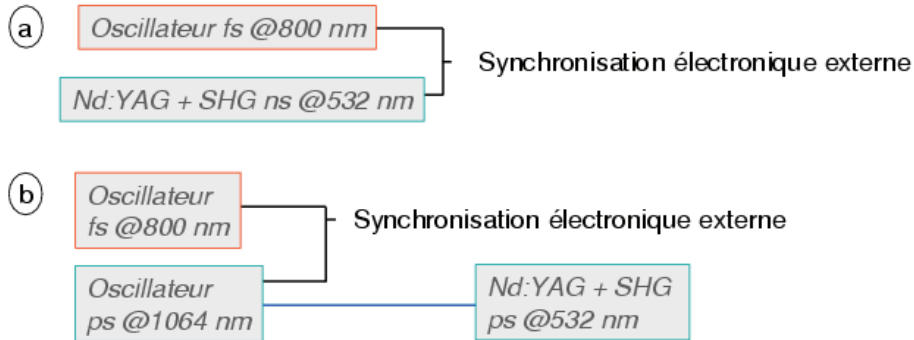 a
Oscillateur fs @800 nm
Synchronisation électronique externe
Nd:YAG + SHG ns @532 nm
b
Oscillateur
fs @800 nm
Synchronisation électronique externe
Oscillateur
ps @1064 nm
Nd:YAG + SHG
ps @532 nm